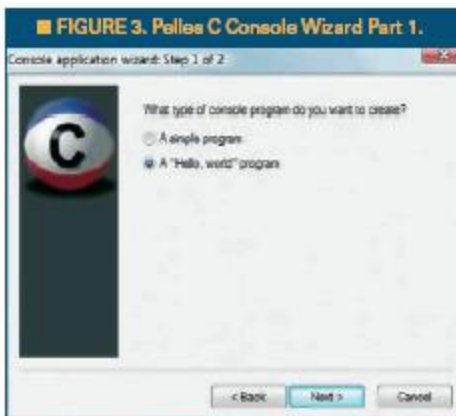 FIGURE 3. Pelles C Console Wizard Part 1.
Console application wizard: Step 1 of 2
C
What type of console program do you want to create?
A simple program
A "Hello, world" program
< Back
Next >
Cancel